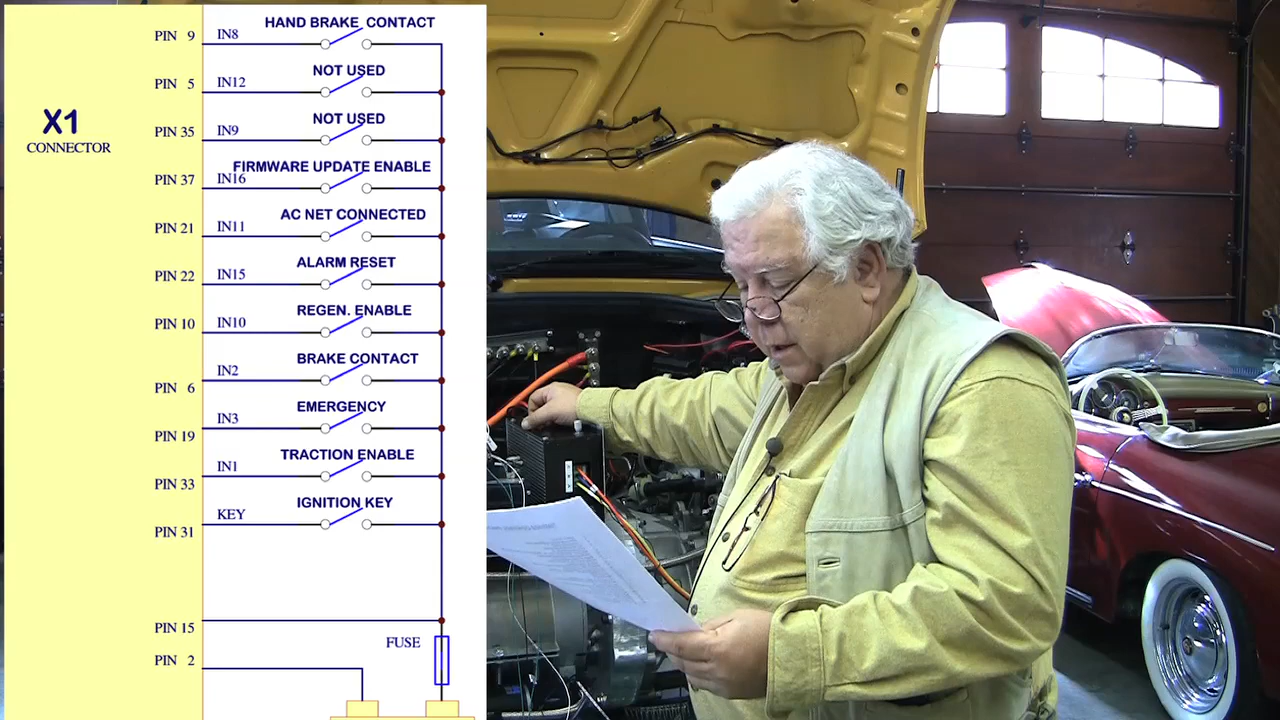 HAND BRAKE CONTACT
PIN 9 IN8
NOT USED
PIN 5 IN12
X1
CONNECTOR
NOT USED
PIN 35 IN9
FIRMWARE UPDATE ENABLE
PIN 37 IN16
AC NET CONNECTED
PIN 21 IN11
ALARM RESET
PIN 22 IN15
REGEN. ENABLE
PIN 10 IN10
BRAKE CONTACT
IN2
PIN 6
EMERGENCY
IN3
PIN 19
TRACTION ENABLE
IN1
PIN 33
IGNITION KEY
KEY
PIN 31
PIN 15
FUSE
PIN 2